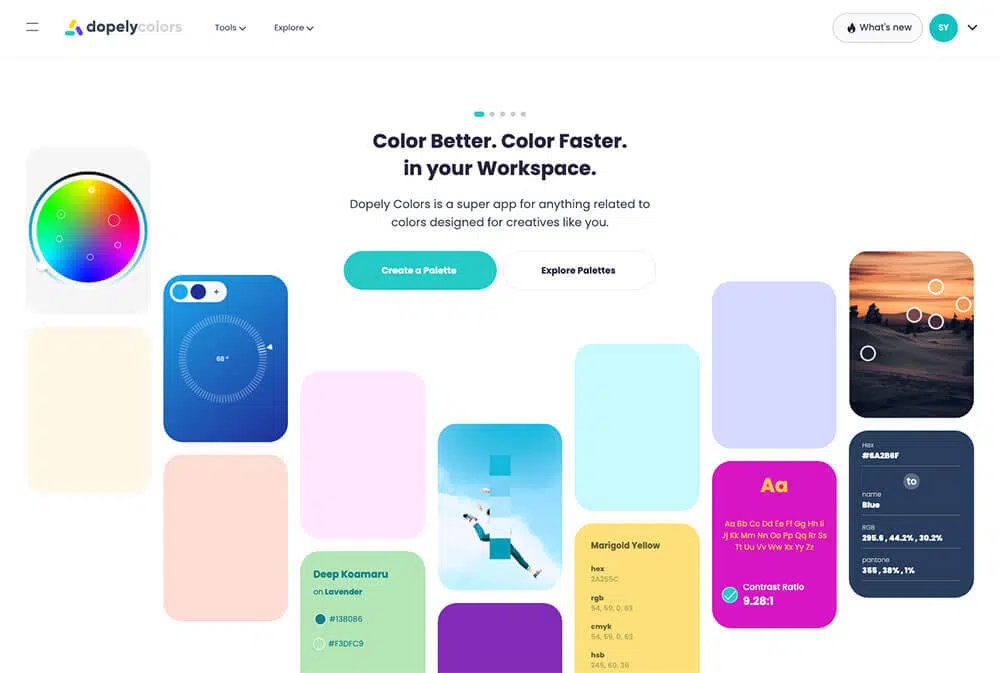 dopelycolors
Tools
Explore
What's new
SY
Color Better. Color Faster.
in your Workspace.
Dopely Colors is a super app for anything related to
colors designed for creatives like you.
Create a Palette
Explore Palettes
68°
Deep Koamaru
on Lavender
#138086
#F3DFC9
Marigold Yellow
hex
2A2S5C
rgb
54, 59, 0, 63
cmyk
54, 59, 0, 63
hsb
245, 60, 36
Aa
Aa Bb Cc Dd Ee Ff Gg Hh Ii
Jj Kk Mm Nn Oo Pp Qq Rr Ss
Tt Uu Vv Ww Xx Yy Zz
Contrast Ratio
9.28:1
Hex
#6A2B6F
to
name
Blue
RGB
295.6 , 44.2% , 30.2%
pantone
355 , 38% , 1%